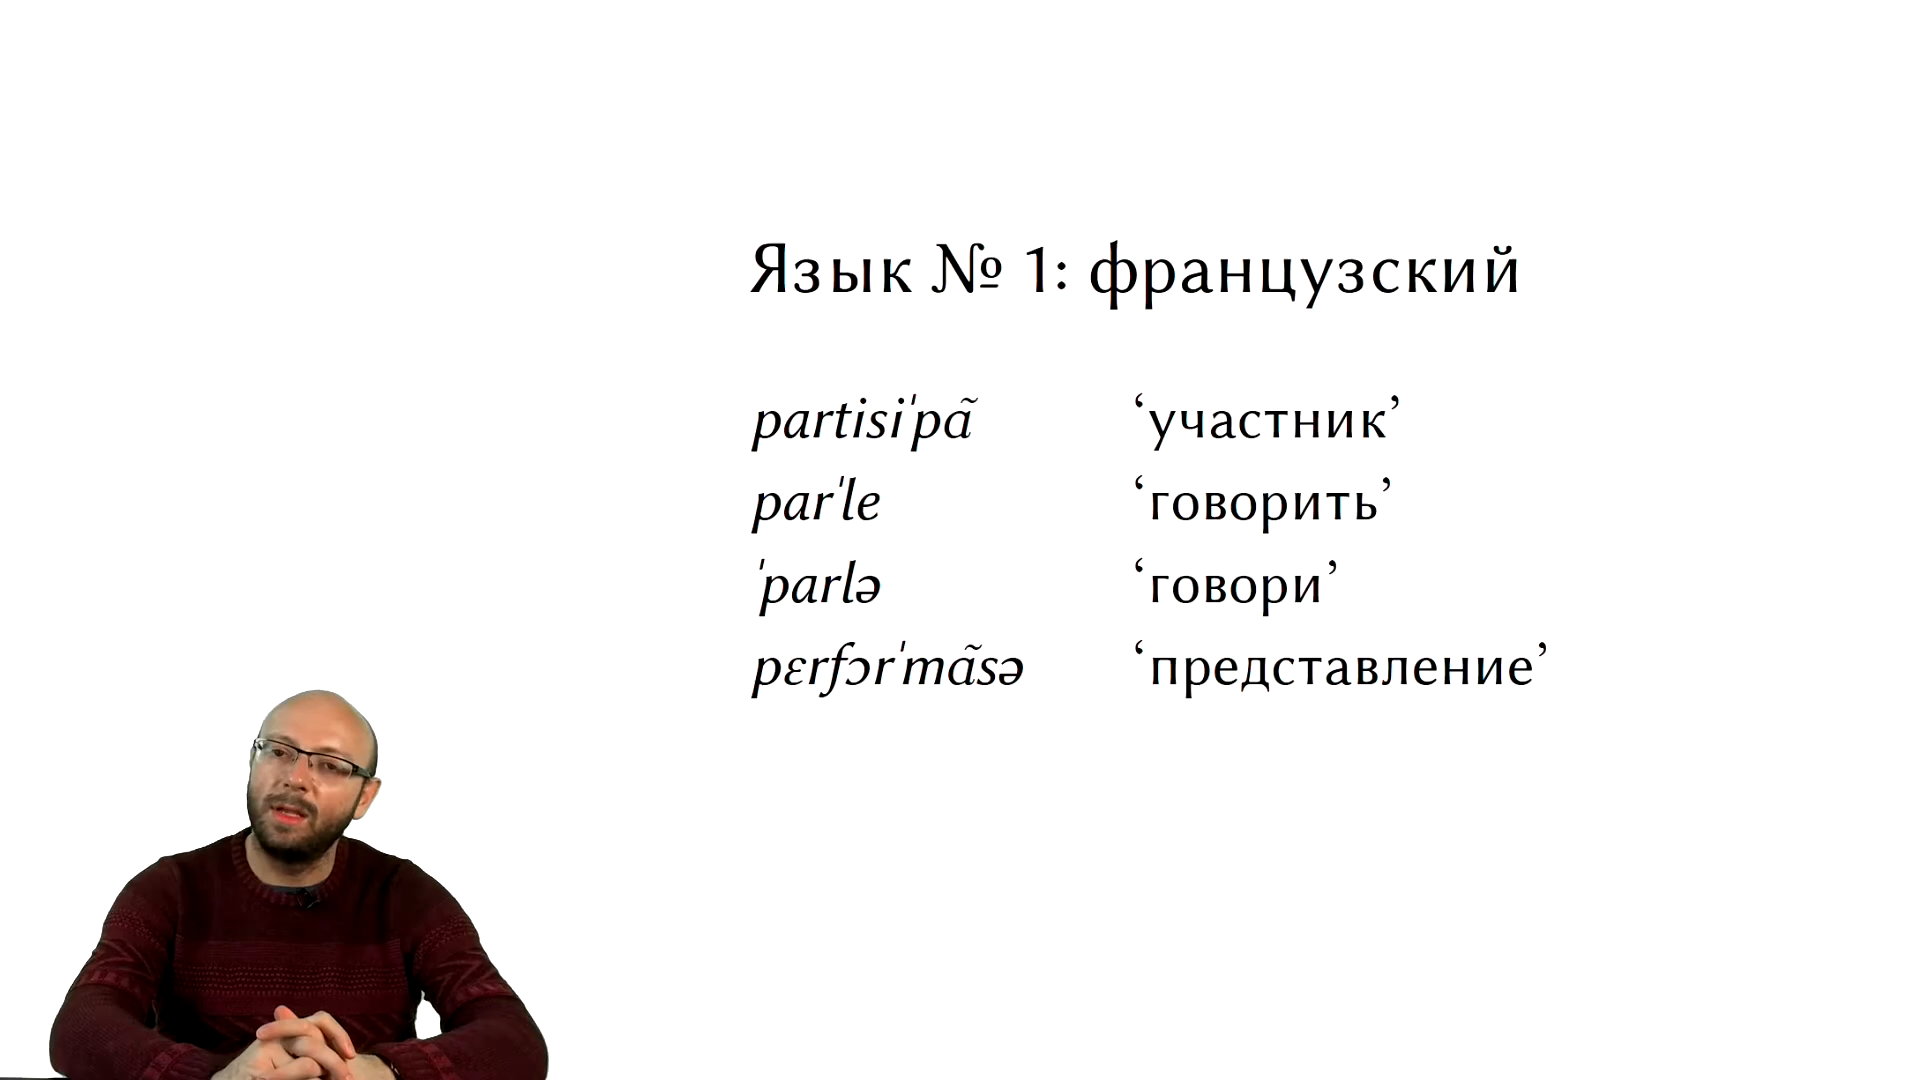 Язык № 1: французский
partisiˈpɑ̃ ‘участник’
parˈle ‘говорить’
ˈparlə ‘говори’
pɛrfɔrˈmɑ̃sə ‘представление’